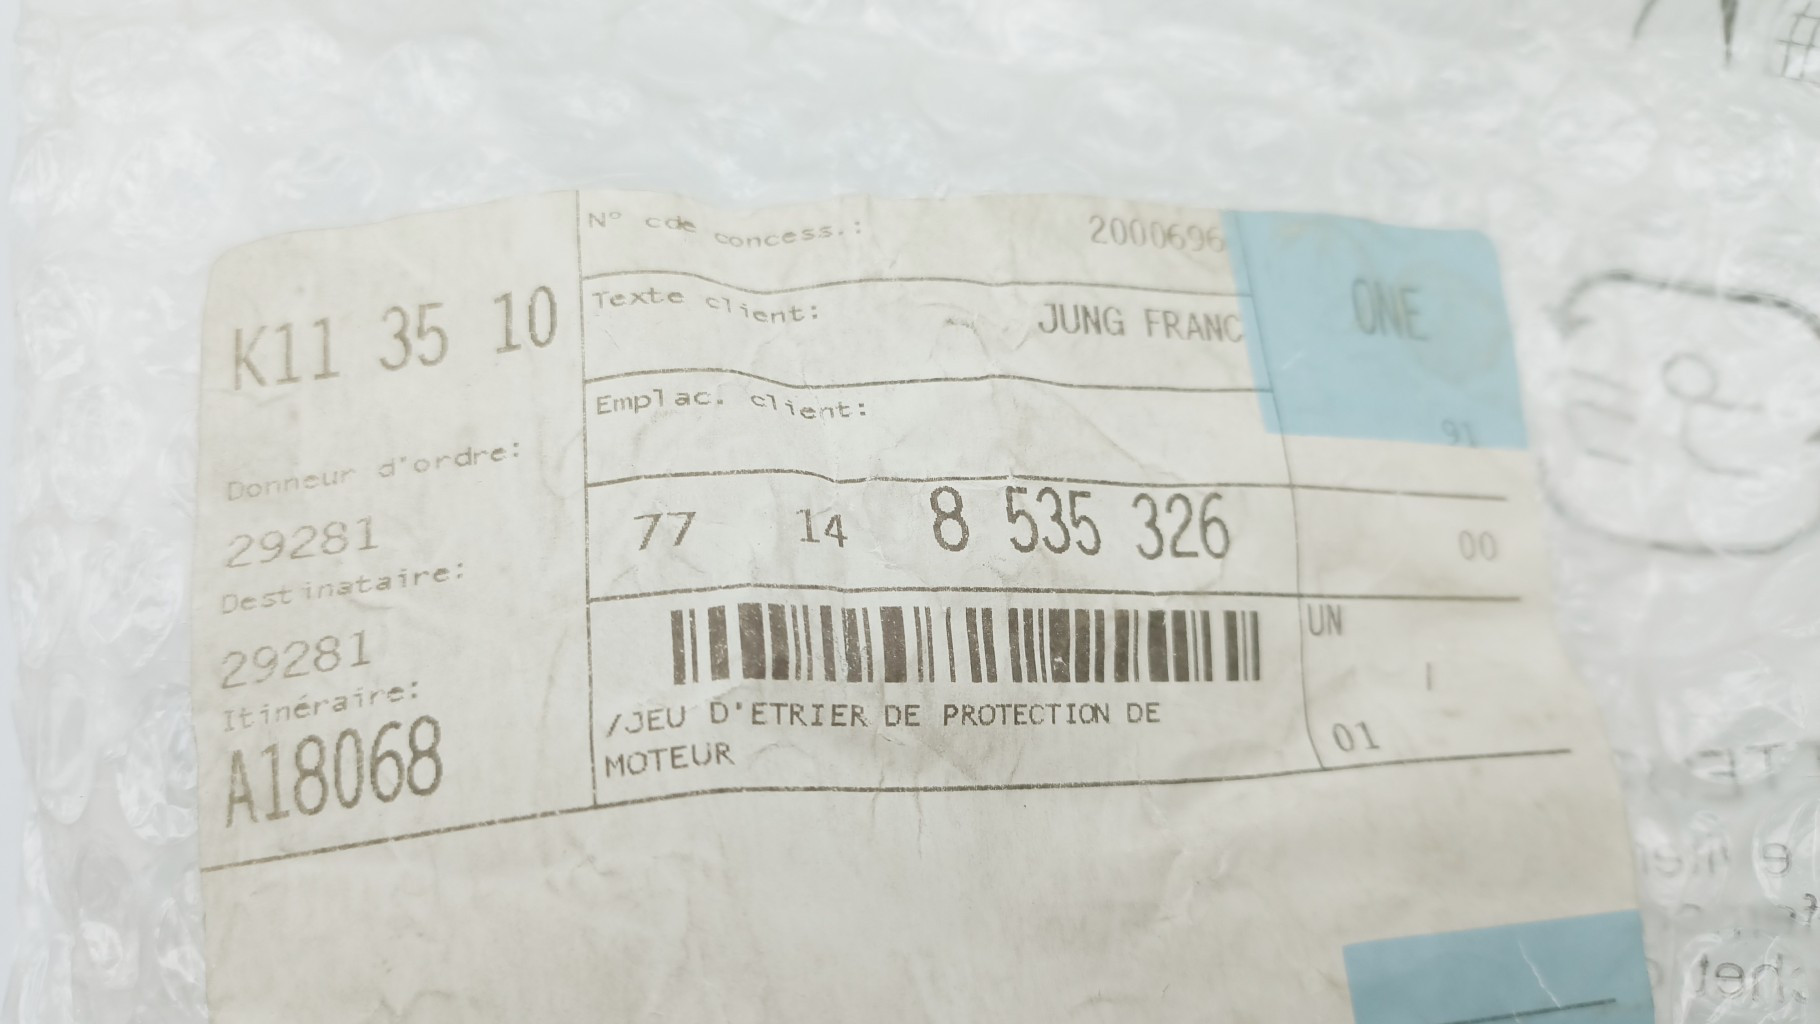 K11 35 10
Donneur d'ordre:
29281
Destinataire:
29281
Itinéraire:
A18068
N° cde concess.: 2000696
Texte client: JUNG FRANC
ONE
Emplac. client:
91
77 14 8 535 326 00
UN
/JEU D'ETRIER DE PROTECTION DE
MOTEUR
01